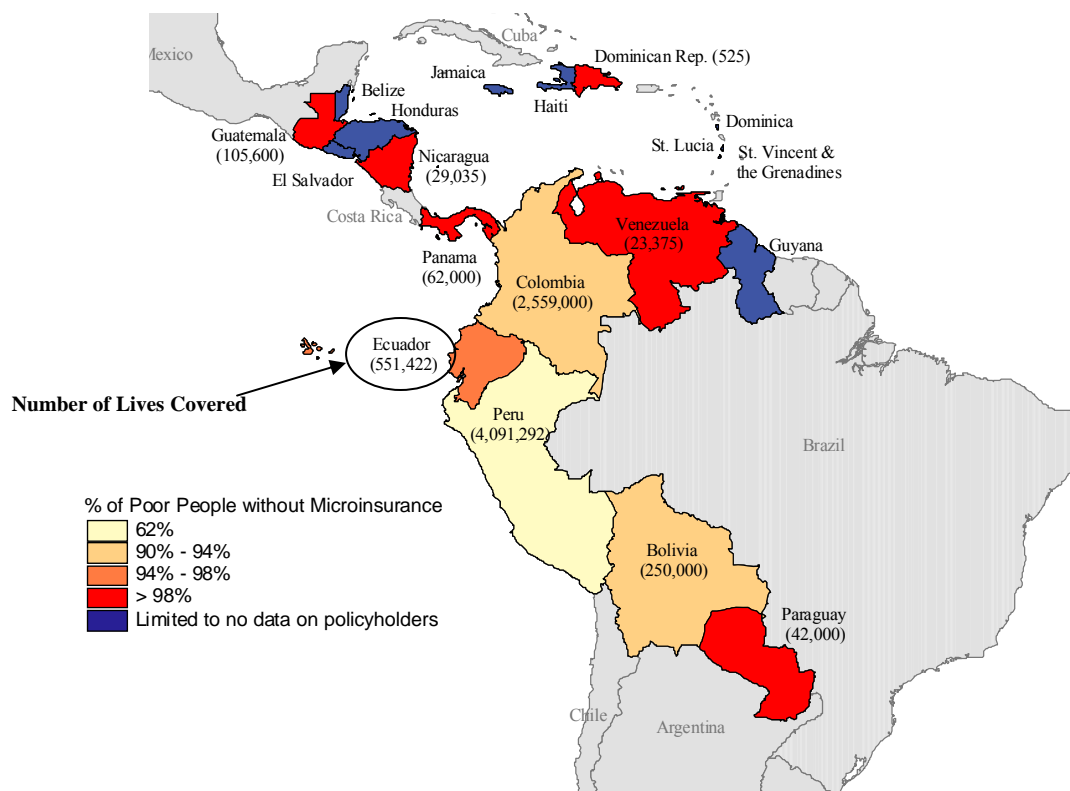 Cuba
Mexico
Dominican Rep. (525)
Jamaica
Belize
Haiti
Honduras
Dominica
Guatemala
(105,600)
St. Lucia
St. Vincent &
the Grenadines
Nicaragua
(29,035)
El Salvador
Costa Rica
Venezuela
(23,375)
Guyana
Panama
(62,000)
Colombia
(2,559,000)
Ecuador
(551,422)
Number of Lives Covered
Peru
(4,091,292)
Brazil
% of Poor People without Microinsurance
62%
90% - 94%
94% - 98%
> 98%
Limited to no data on policyholders
Bolivia
(250,000)
Paraguay
(42,000)
Chile
Argentina